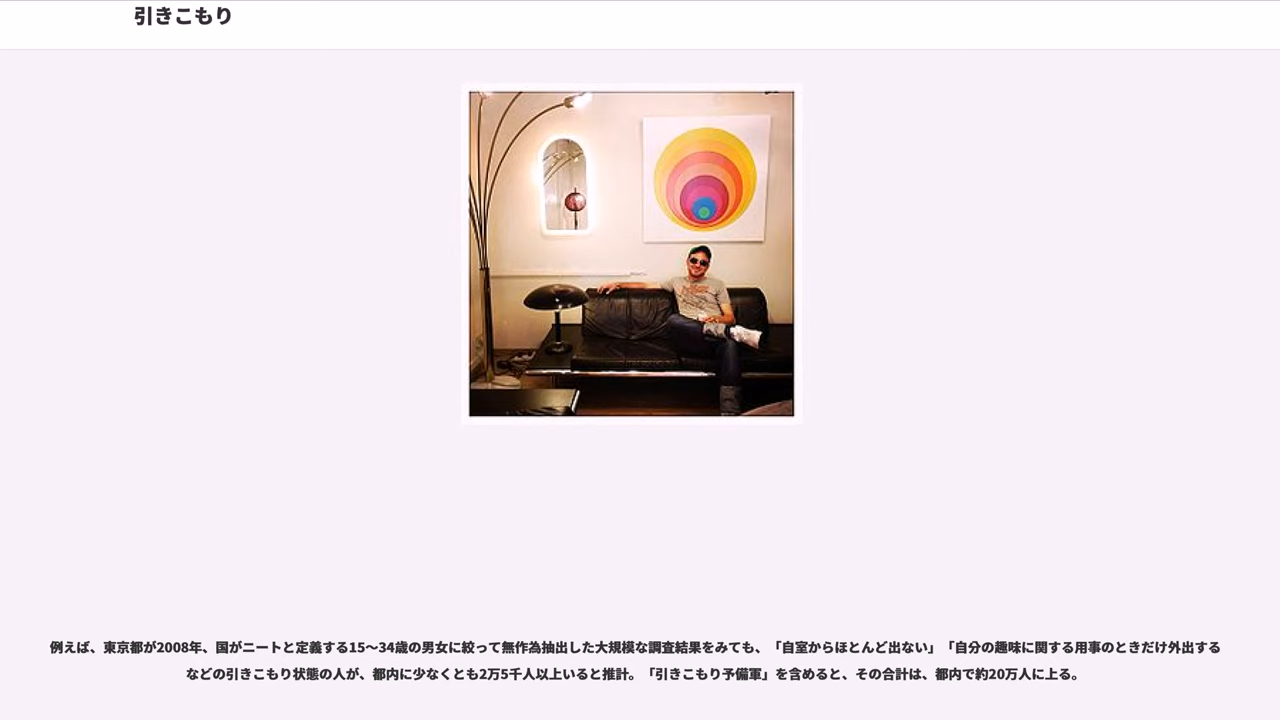 引きこもり
例えば、東京都が2008年、国がニートと定義する15〜34歳の男女に絞って無作為抽出した大規模な調査結果をみても、「自室からほとんど出ない」「自分の趣味に関する用事のときだけ外出する
などの引きこもり状態の人が、都内に少なくとも2万5千人以上いると推計。「引きこもり予備軍」を含めると、その合計は、都内で約20万人に上る。